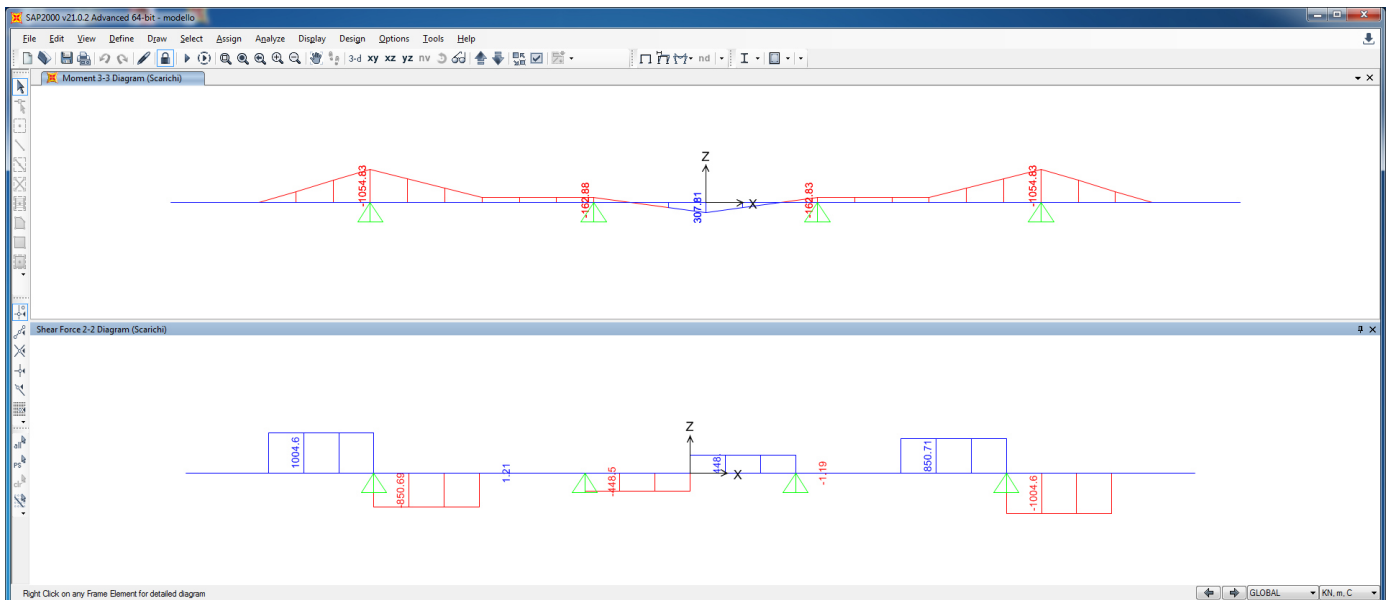 SAP2000 v21.0.2 Advanced 64-bit - modello
File Edit View Define Draw Select Assign Analyze Display Design Options Tools Help
3-d xy xz yz nv nd
Moment 3-3 Diagram (Scarichi)
Z
X
-1054.83
-162.88
307.81
-162.83
-1054.83
Shear Force 2-2 Diagram (Scarichi)
Z
X
1004.6
-850.69
1.21
-448.5
448.
-1.19
850.71
-1004.6
all
PS
clr
Right Click on any Frame Element for detailed diagram
GLOBAL
KN, m, C